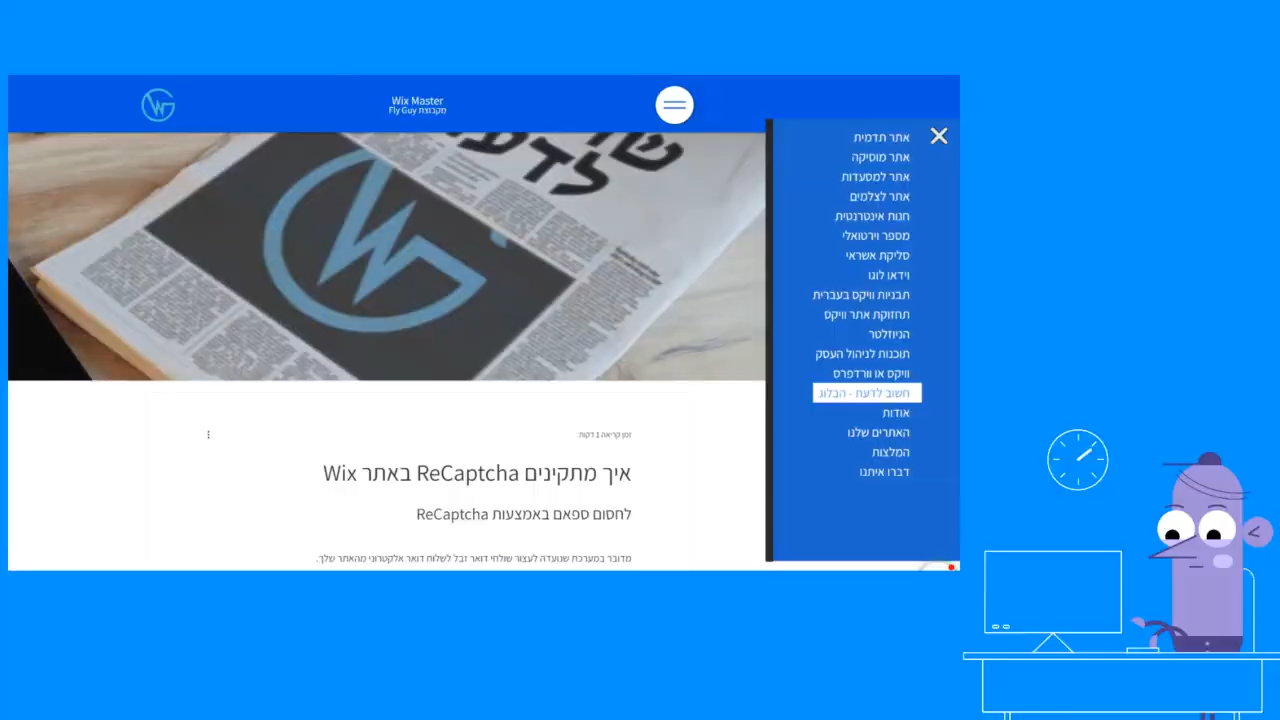 Wix Master
מקבוצת Fly Guy
לדעת
אתר תדמית
אתר מוסיקה
אתר למסעדות
אתר לצלמים
חנות אינטרנטית
מספר וירטואלי
סליקת אשראי
וידאו לוגו
תבניות וויקס בעברית
תחזוקת אתר וויקס
הניוזלטר
תוכנות לניהול העסק
וויקס או וורדפרס
חשוב לדעת - הבלוג
אודות
האתרים שלנו
המלצות
דברו איתנו
זמן קריאה 1 דקות
איך מתקינים ReCaptcha באתר Wix
לחסום ספאם באמצעות ReCaptcha
מדובר במערכת שנועדה לעצור שולחי דואר זבל לשלוח דואר אלקטרוני מהאתר שלך.